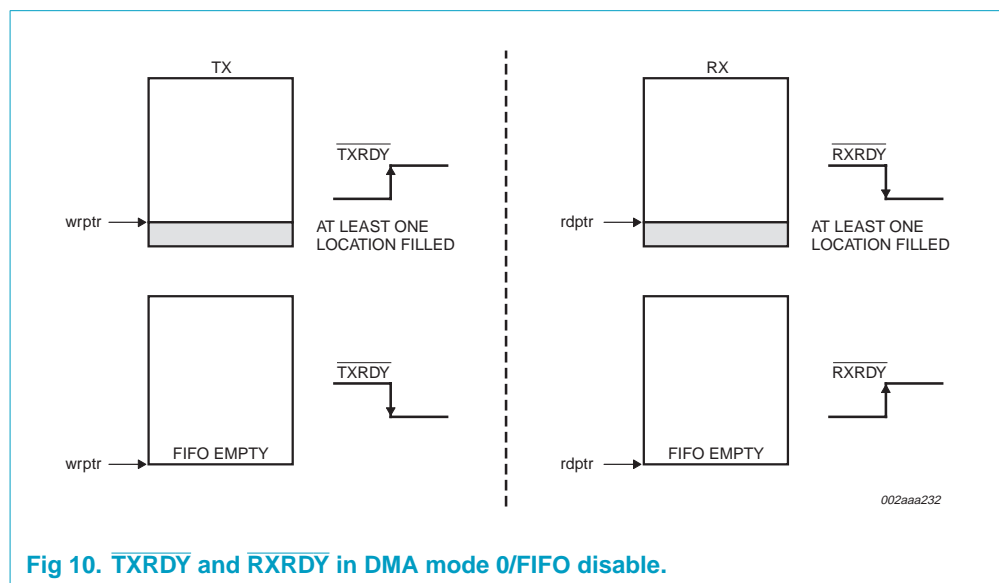 TX
TXRDY
wrptr
AT LEAST ONE
LOCATION FILLED
TXRDY
FIFO EMPTY
wrptr
RX
RXRDY
rdptr
AT LEAST ONE
LOCATION FILLED
RXRDY
FIFO EMPTY
rdptr
002aaa232
Fig 10. TXRDY and RXRDY in DMA mode 0/FIFO disable.